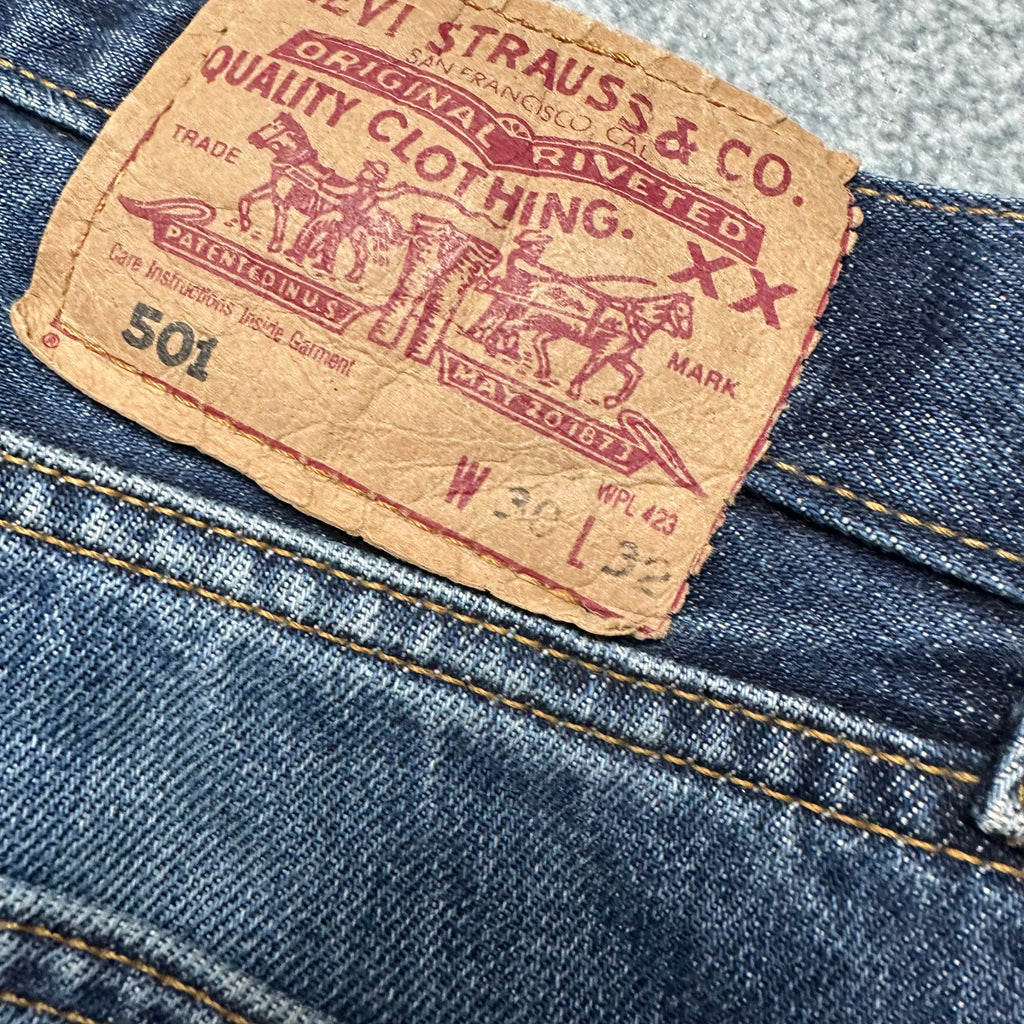 LEVI STRAUSS & CO.
SAN FRANCISCO, CAL
ORIGINAL RIVETED
QUALITY CLOTHING.
XX
TRADE
MARK
PATENTED IN U.S.
MAY 20 1873
Care Instructions Inside Garment
®
501
WPL 423
W 30 L 32